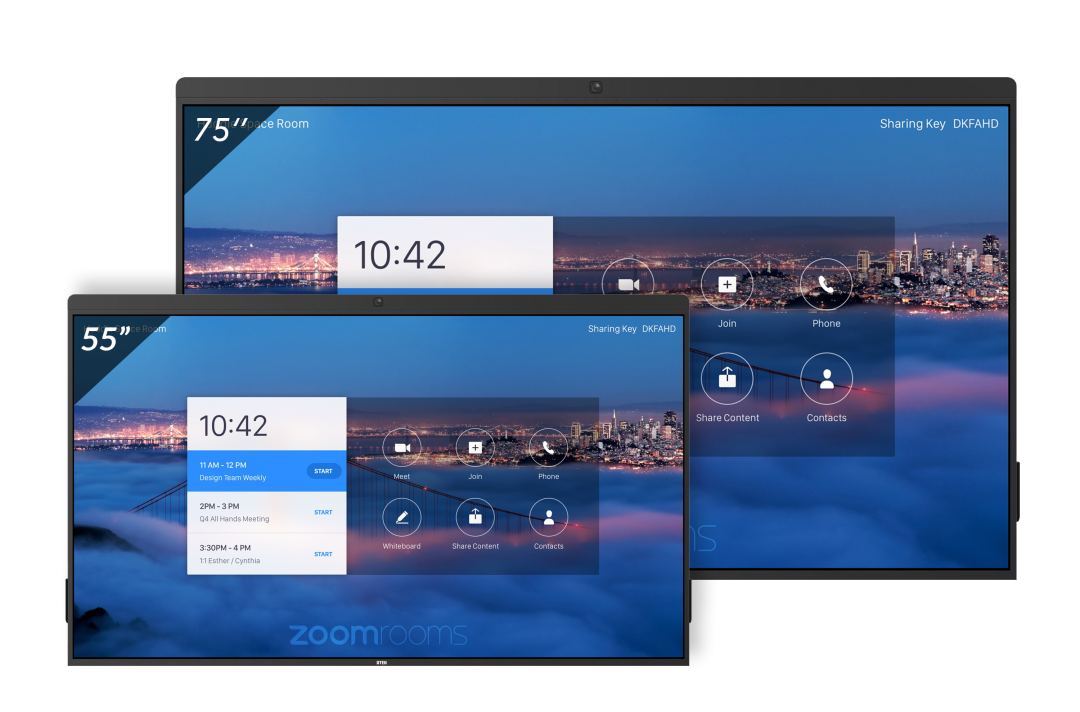 75”
ace Room
Sharing Key DKFAHD
10:42
Join
Phone
Share Content
Contacts
55”
Room
Sharing Key DKFAHD
10:42
11 AM - 12 PM
Design Team Weekly
START
2PM - 3 PM
Q4 All Hands Meeting
START
3:30PM - 4 PM
1:1 Esther / Cynthia
START
Meet
Join
Phone
Whiteboard
Share Content
Contacts
zoomrooms
DTEN